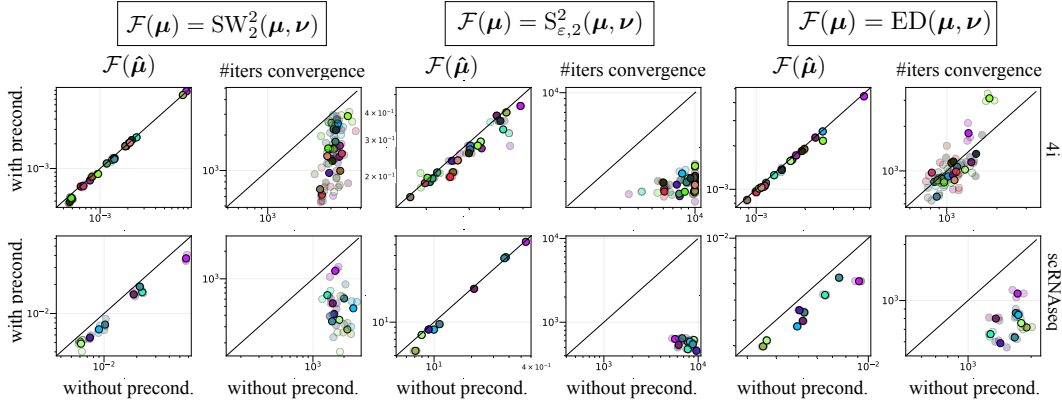 𝓕(𝝁) = SW₂²(𝝁, 𝝂)
𝓕(𝝁) = S²_{ε,2}(𝝁, 𝝂)
𝓕(𝝁) = ED(𝝁, 𝝂)
𝓕(𝝁̂) #iters convergence 𝓕(𝝁̂) #iters convergence 𝓕(𝝁̂) #iters convergence
with precond.
10⁻³
10⁻³
10³
10³
4 × 10⁻¹
3 × 10⁻¹
2 × 10⁻¹
10⁴
10³
10⁴
10⁻³
10⁻³
10³
10³
4i
with precond.
10⁻²
10⁻²
10³
10³
10¹
10¹
4 × 10⁻¹
10⁴
10³
10³
10⁴
10⁻²
10⁻²
10³
10³
scRNAseq
without precond. without precond. without precond. without precond. without precond. without precond.